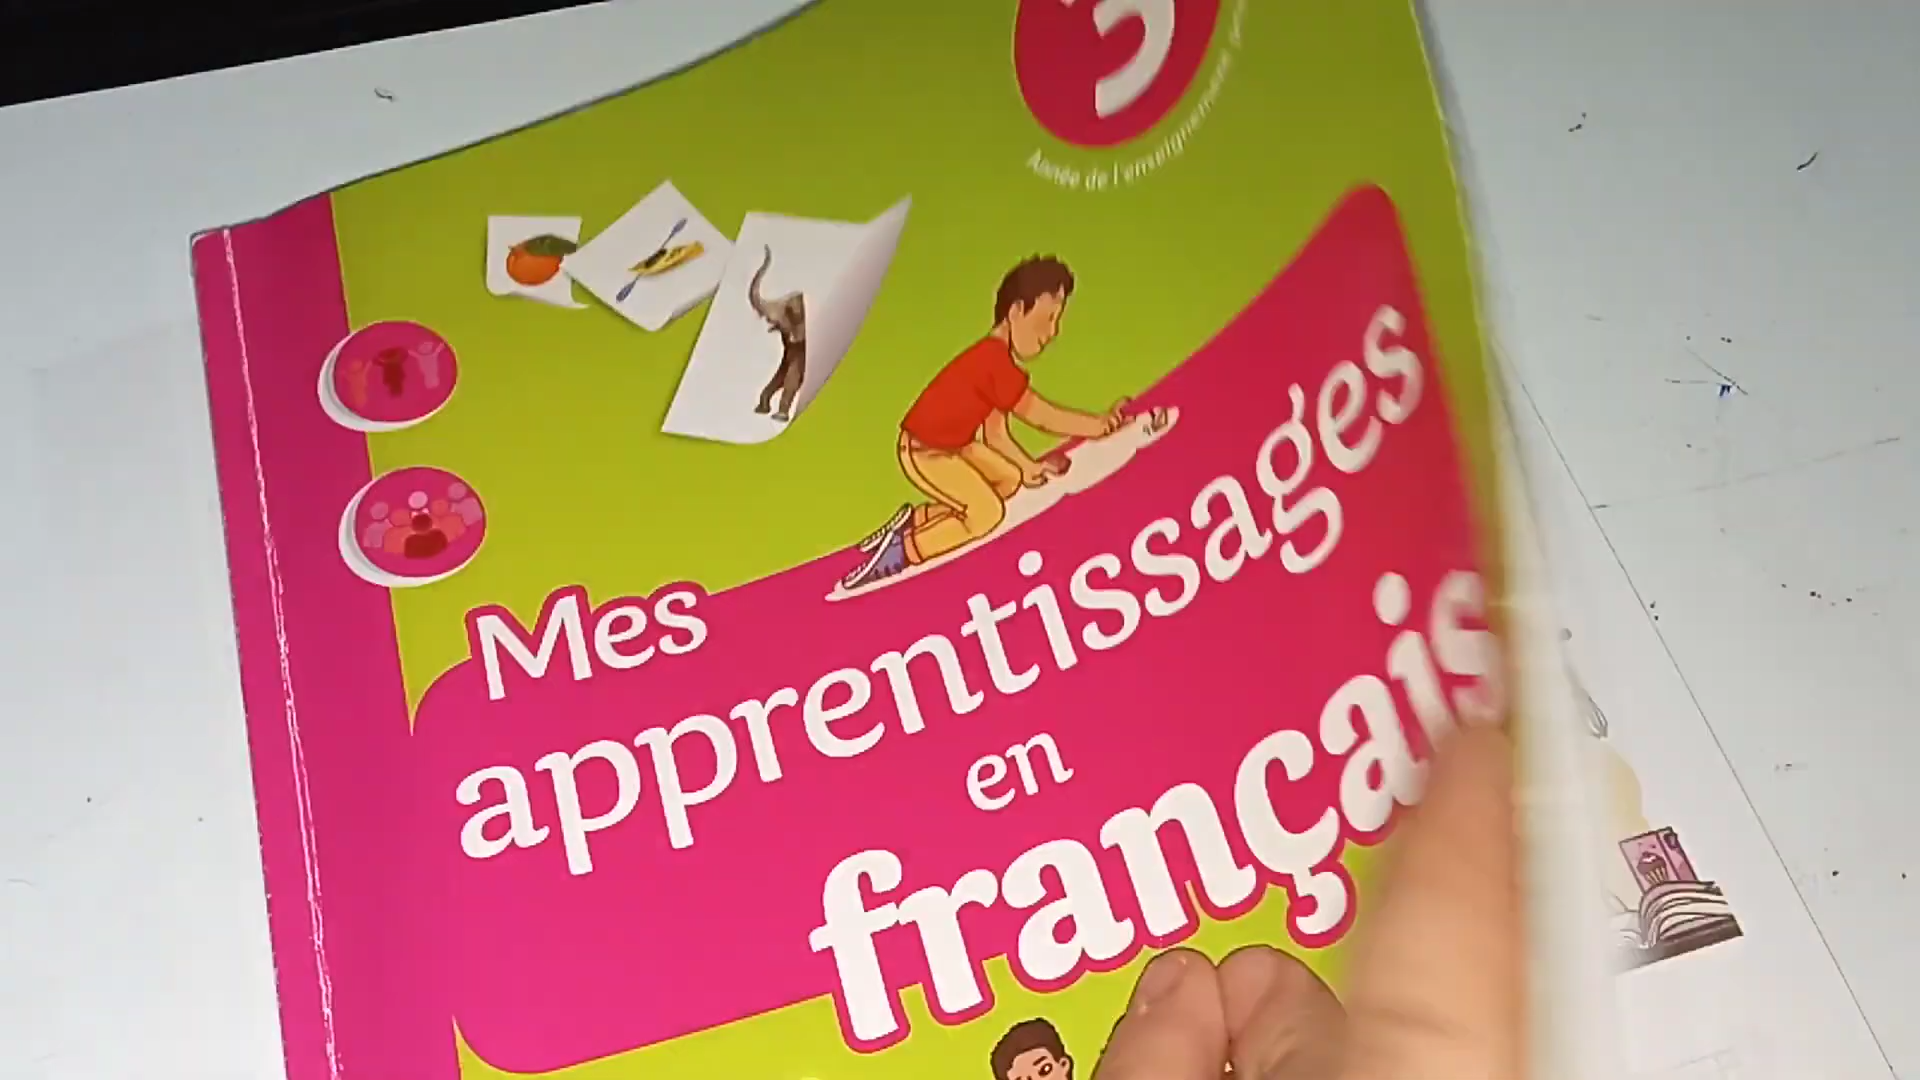 Année de l'enseignement
Mes
apprentissages
en
français